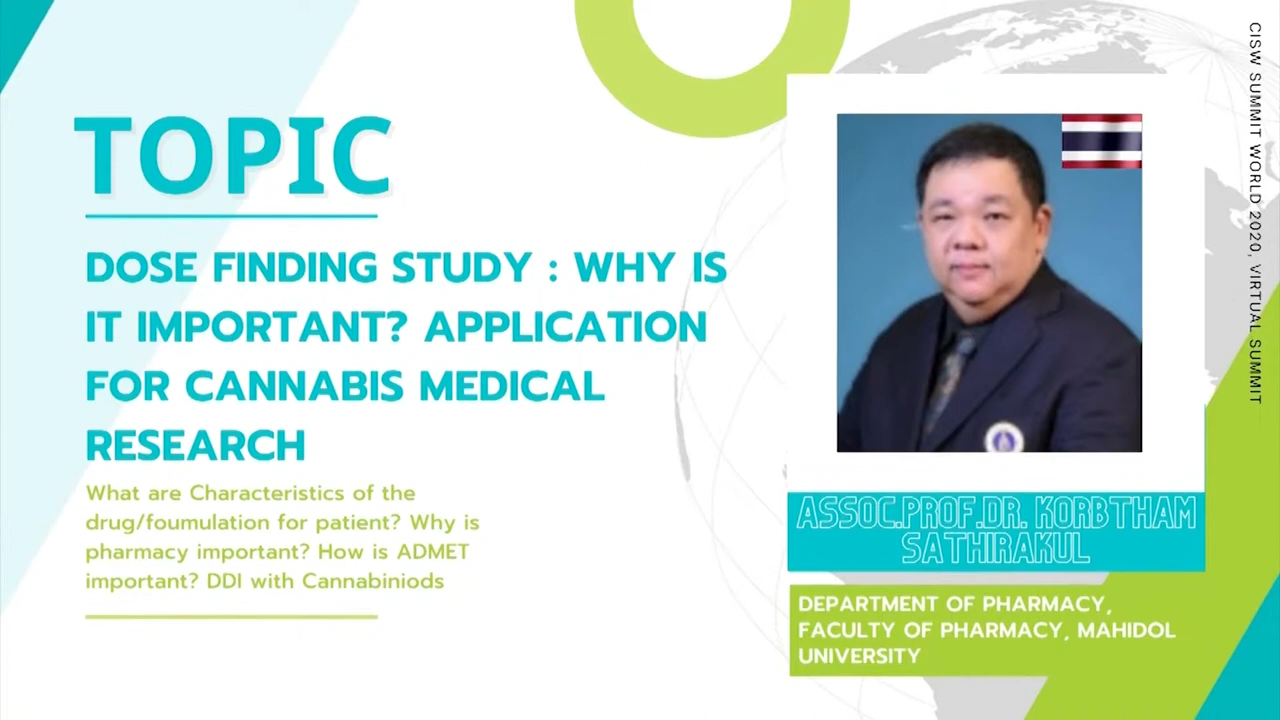 TOPIC
DOSE FINDING STUDY : WHY IS
IT IMPORTANT? APPLICATION
FOR CANNABIS MEDICAL
RESEARCH
What are Characteristics of the
drug/foumulation for patient? Why is
pharmacy important? How is ADMET
important? DDI with Cannabiniods
ASSOC.PROF.DR. KORBTHAM
SATHIRAKUL
DEPARTMENT OF PHARMACY,
FACULTY OF PHARMACY, MAHIDOL
UNIVERSITY
CISW SUMMIT WORLD 2020, VIRTUAL SUMMIT